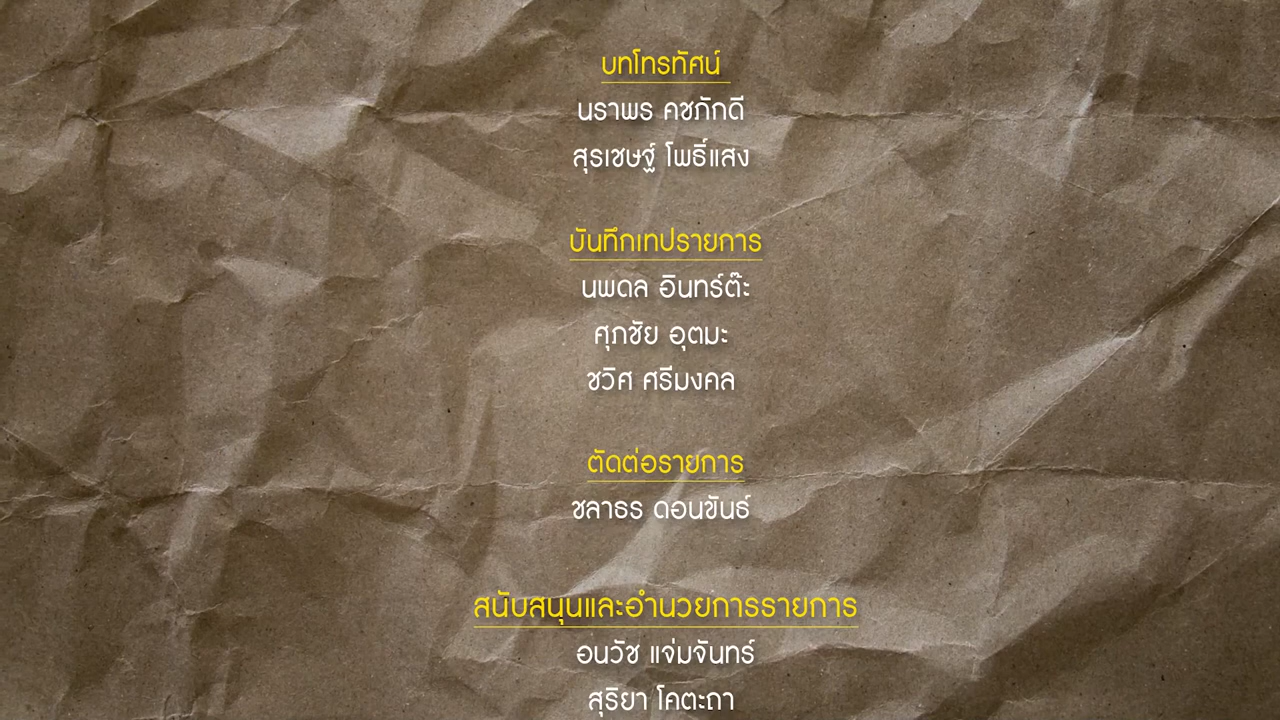 บทโทรทัศน์
นราพร คชภักดี
สุรเชษฐ์ โพธิ์แสง
บันทึกเทปรายการ
นพดล อินทร์ต๊ะ
ศุภชัย อุตมะ
ชวิศ ศรีมงคล
ตัดต่อรายการ
ชลาธร ดอนขันธ์
สนับสนุนและอำนวยการรายการ
อนวัช แจ่มจันทร์
สุริยา โคตะถา